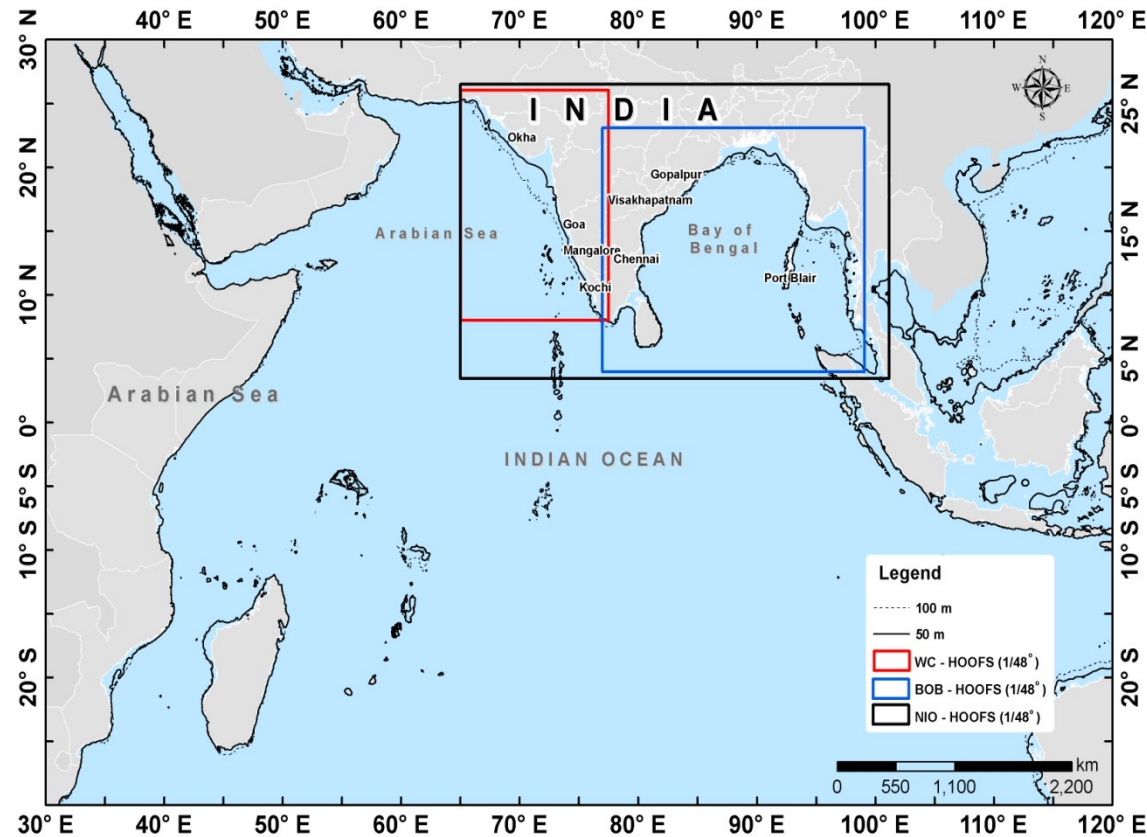 30° E 40° E 50° E 60° E 70° E 80° E 90° E 100° E 110° E 120° E
30° N
25° N
20° N
15° N
10° N
5° N
0°
0°
5° S
5° S
10° S
10° S
20° S
20° S
N
W E
S
I N D I A
Okha
Gopalpur
Visakhapatnam
Goa
Arabian Sea
Bay of
Bengal
Mangalore
Chennai
Port Blair
Kochi
Arabian Sea
INDIAN OCEAN
Legend
100 m
50 m
WC - HOOFS (1/48°)
BOB - HOOFS (1/48°)
NIO - HOOFS (1/48°)
km
0 550 1,100 2,200
30° E 40° E 50° E 60° E 70° E 80° E 90° E 100° E 110° E 120° E